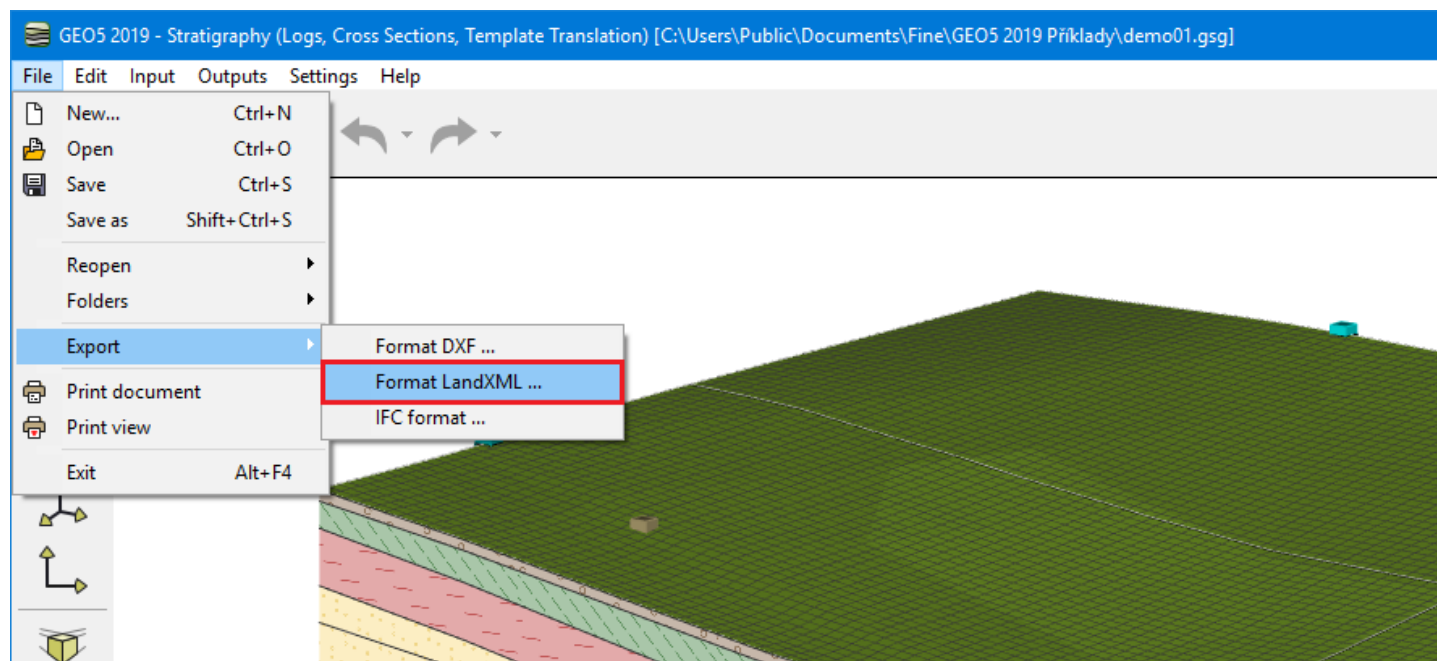 GEO5 2019 - Stratigraphy (Logs, Cross Sections, Template Translation) [C:\Users\Public\Documents\Fine\GEO5 2019 Příklady\demo01.gsg]
File Edit Input Outputs Settings Help
New... Ctrl+N
Open Ctrl+O
Save Ctrl+S
Save as Shift+Ctrl+S
Reopen
Folders
Export
Format DXF ...
Format LandXML ...
IFC format ...
Print document
Print view
Exit Alt+F4